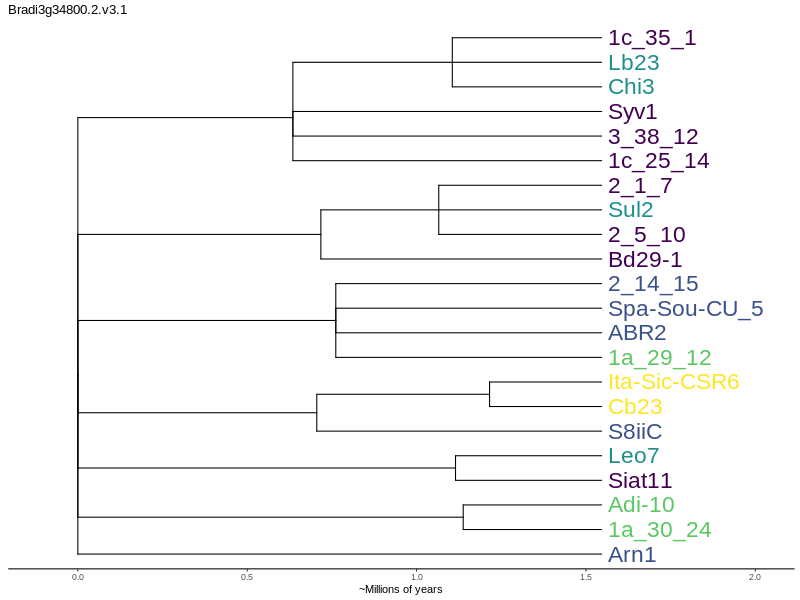 Bradi3g34800.2.v3.1
1c_35_1
Lb23
Chi3
Syv1
3_38_12
1c_25_14
2_1_7
Sul2
2_5_10
Bd29-1
2_14_15
Spa-Sou-CU_5
ABR2
1a_29_12
Ita-Sic-CSR6
Cb23
S8iiC
Leo7
Siat11
Adi-10
1a_30_24
Arn1
0.0 0.5 1.0 1.5 2.0
~Millions of years